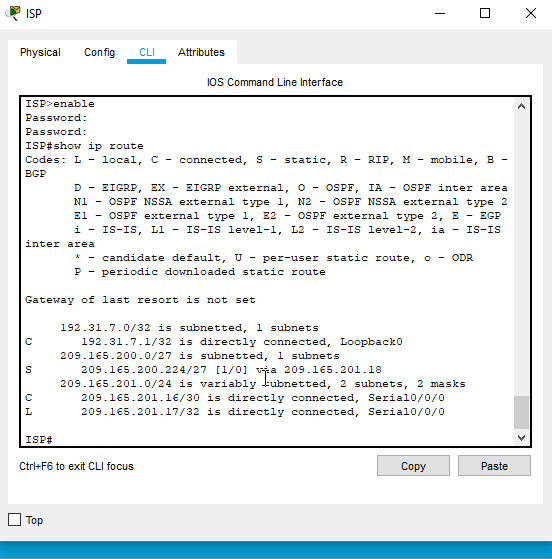 ISP
Physical Config CLI Attributes
IOS Command Line Interface
ISP>enable
Password:
Password:
ISP#show ip route
Codes: L - local, C - connected, S - static, R - RIP, M - mobile, B -
BGP
D - EIGRP, EX - EIGRP external, O - OSPF, IA - OSPF inter area
N1 - OSPF NSSA external type 1, N2 - OSPF NSSA external type 2
E1 - OSPF external type 1, E2 - OSPF external type 2, E - EGP
i - IS-IS, L1 - IS-IS level-1, L2 - IS-IS level-2, ia - IS-IS
inter area
* - candidate default, U - per-user static route, o - ODR
P - periodic downloaded static route
Gateway of last resort is not set
192.31.7.0/32 is subnetted, 1 subnets
C 192.31.7.1/32 is directly connected, Loopback0
209.165.200.0/27 is subnetted, 1 subnets
S 209.165.200.224/27 [1/0] via 209.165.201.18
209.165.201.0/24 is variably subnetted, 2 subnets, 2 masks
C 209.165.201.16/30 is directly connected, Serial0/0/0
L 209.165.201.17/32 is directly connected, Serial0/0/0
ISP#
Ctrl+F6 to exit CLI focus Copy Paste
Top